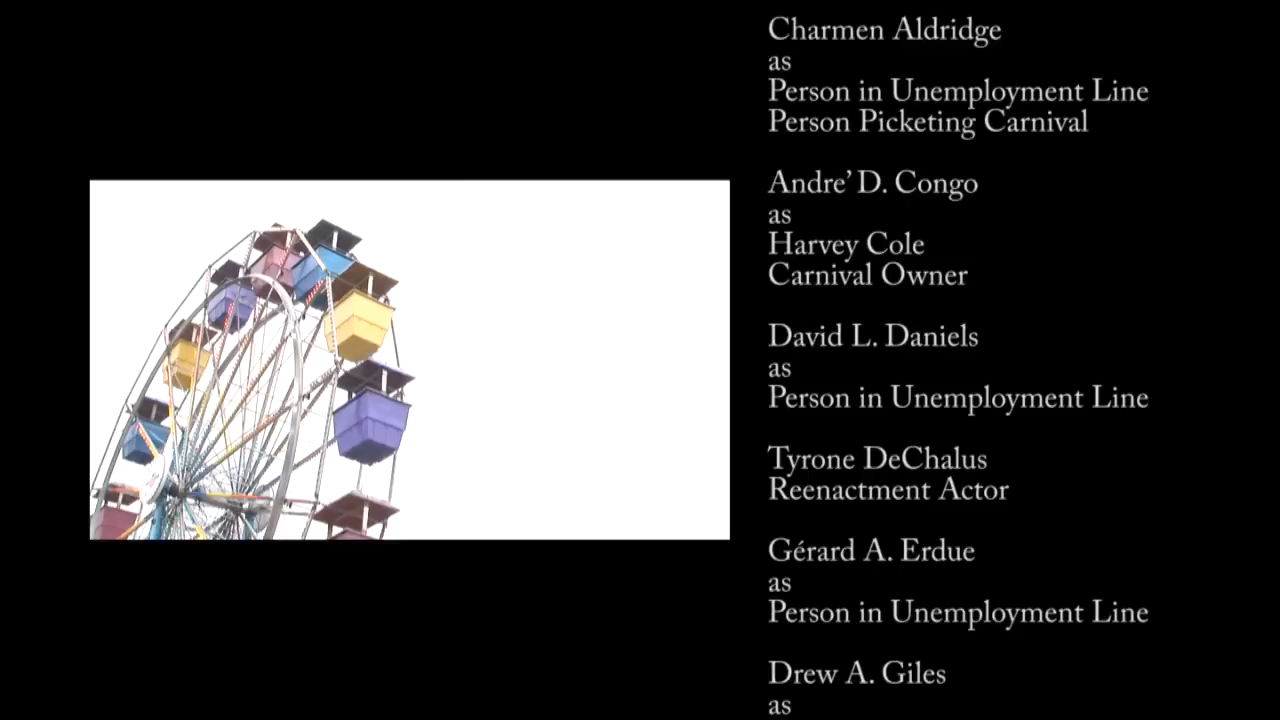 Charmen Aldridge
as
Person in Unemployment Line
Person Picketing Carnival
Andre’ D. Congo
as
Harvey Cole
Carnival Owner
David L. Daniels
as
Person in Unemployment Line
Tyrone DeChalus
Reenactment Actor
Gérard A. Erdue
as
Person in Unemployment Line
Drew A. Giles
as